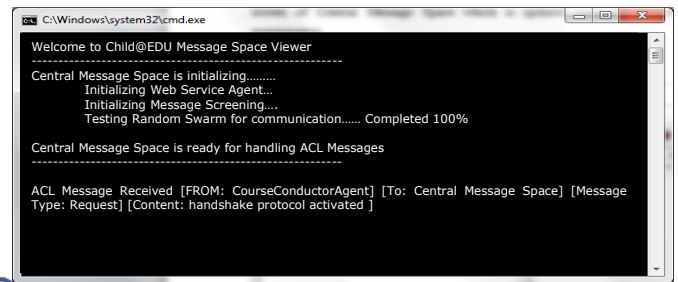 C:\Windows\system32\cmd.exe
Welcome to Child@EDU Message Space Viewer
----------------------------------------------------------
Central Message Space is initializing………
Initializing Web Service Agent…
Initializing Message Screening….
Testing Random Swarm for communication…… Completed 100%
Central Message Space is ready for handling ACL Messages
----------------------------------------------------------
ACL Message Received [FROM: CourseConductorAgent] [To: Central Message Space] [Message
Type: Request] [Content: handshake protocol activated ]